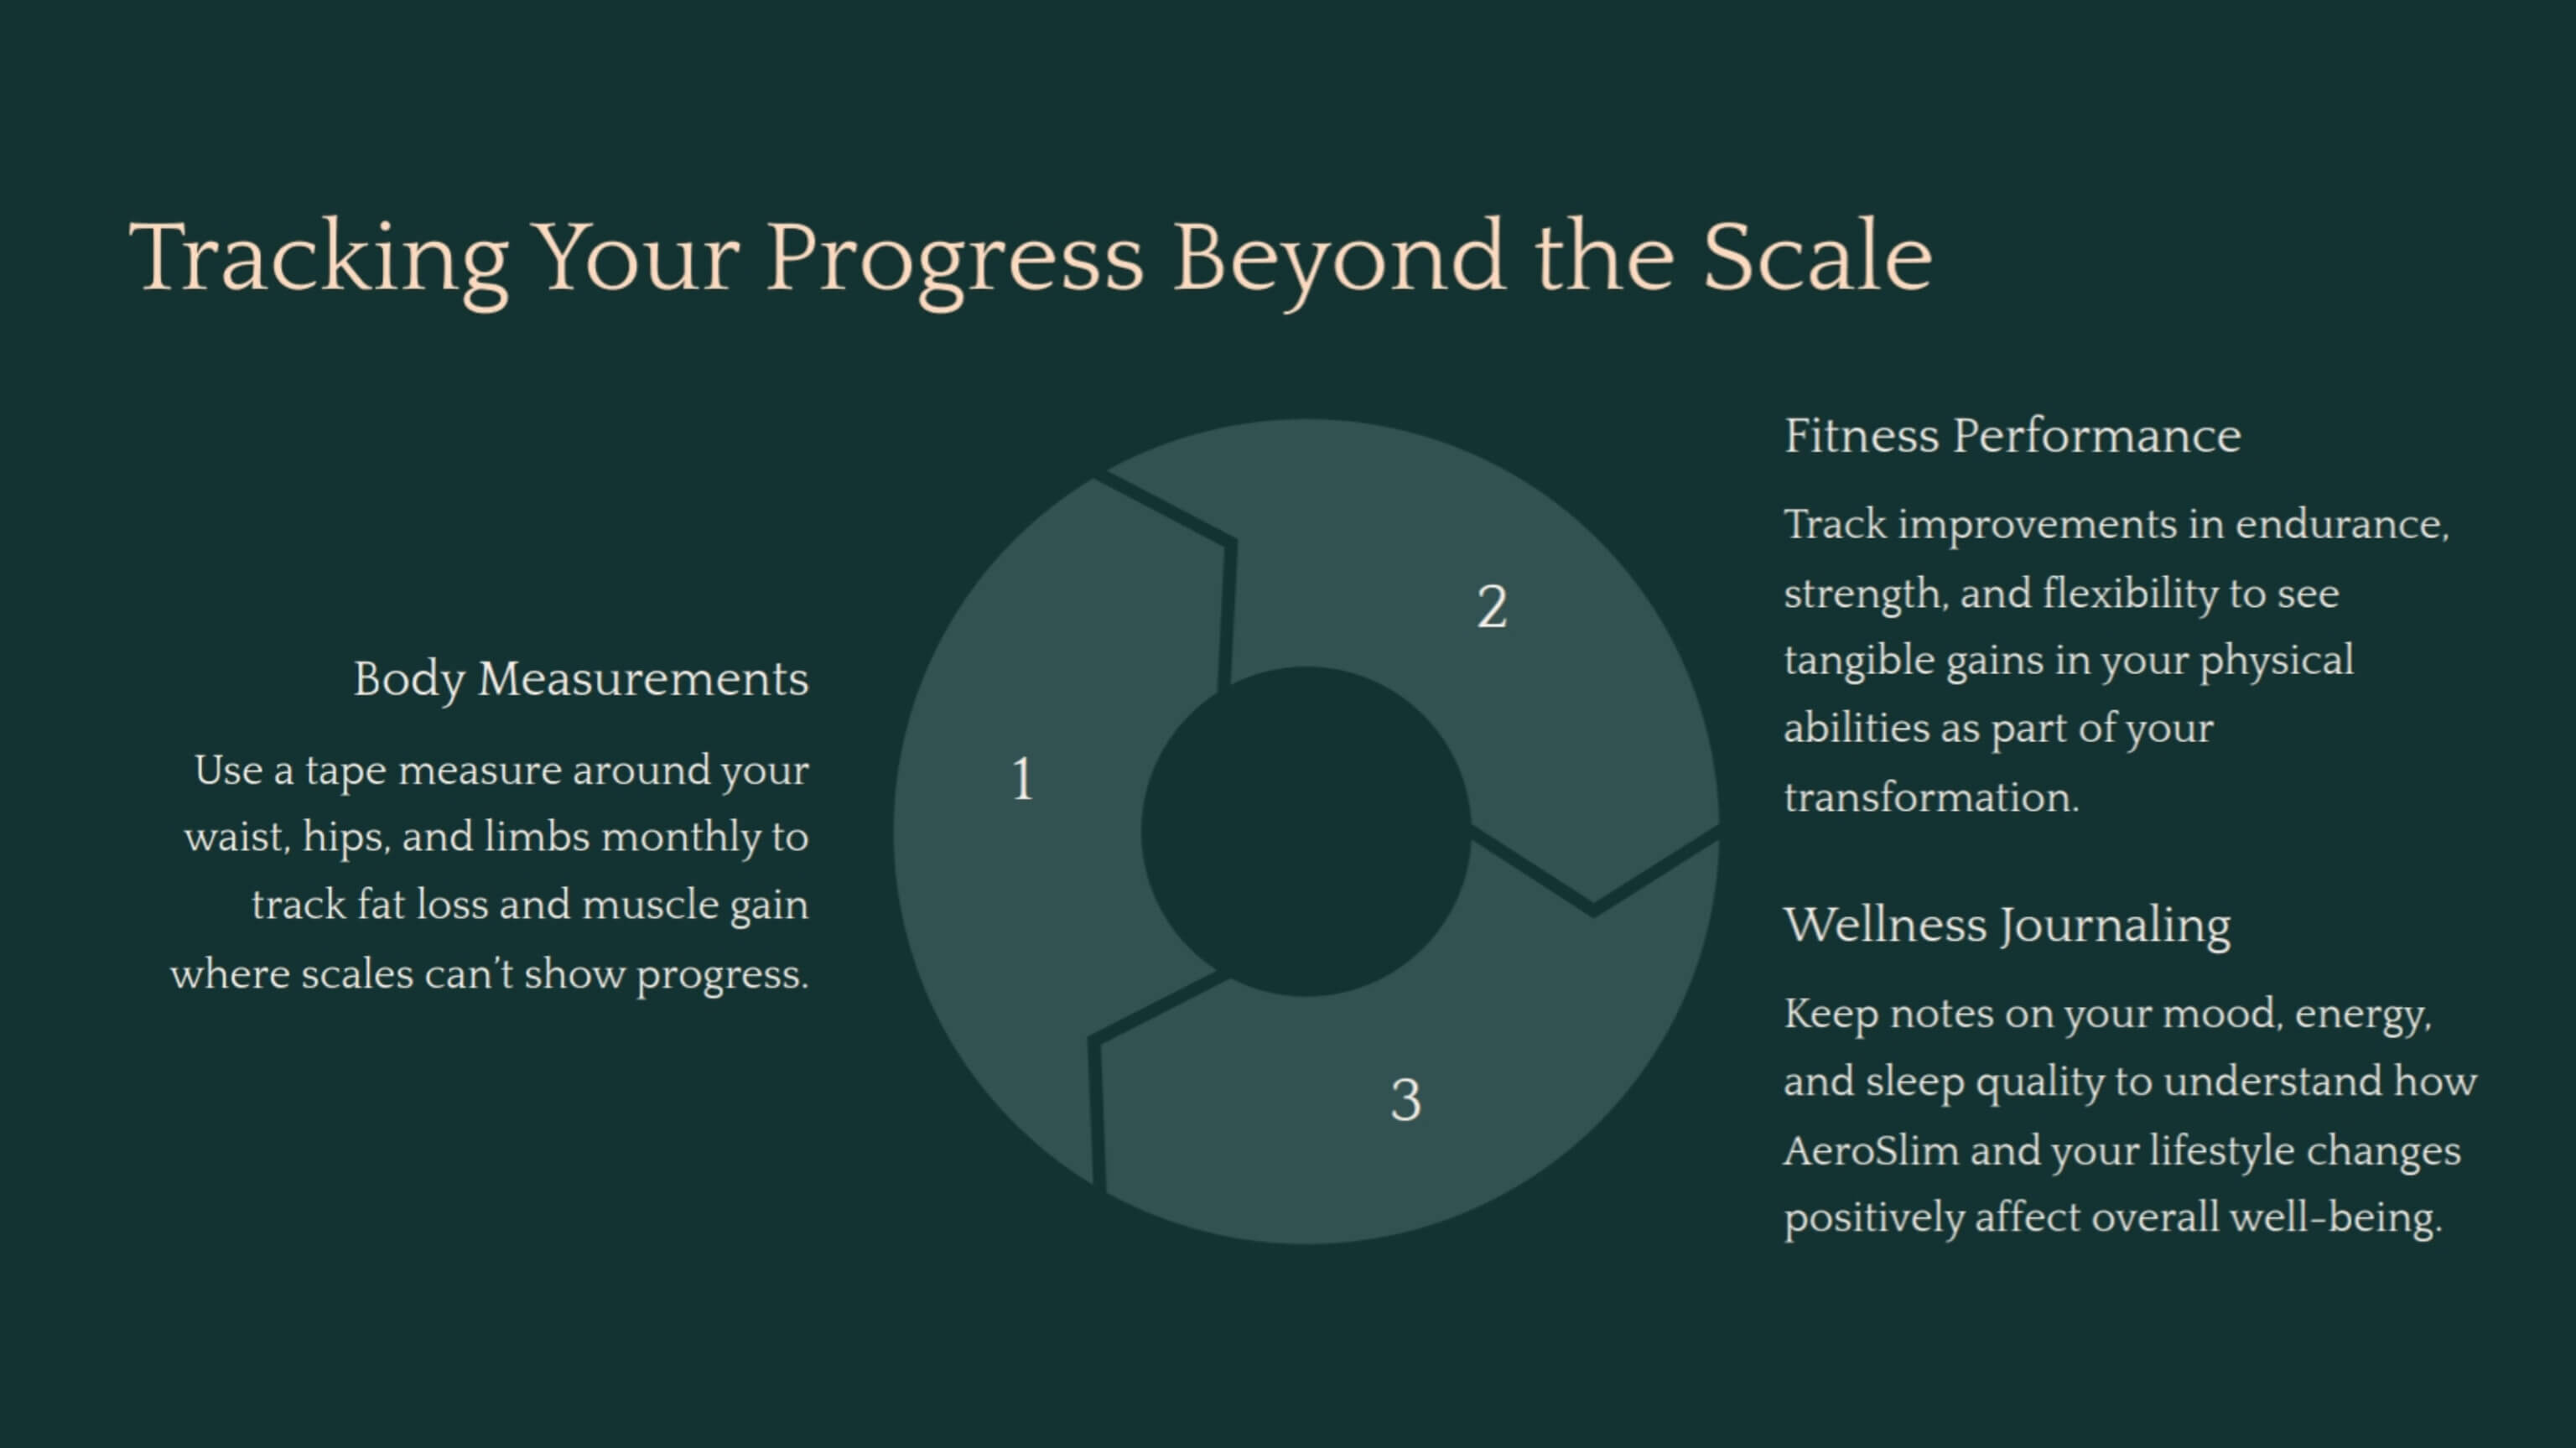 Tracking Your Progress Beyond the Scale
Body Measurements
Use a tape measure around your
waist, hips, and limbs monthly to
track fat loss and muscle gain
where scales can’t show progress.
1
2
3
Fitness Performance
Track improvements in endurance,
strength, and flexibility to see
tangible gains in your physical
abilities as part of your
transformation.
Wellness Journaling
Keep notes on your mood, energy,
and sleep quality to understand how
AeroSlim and your lifestyle changes
positively affect overall well-being.